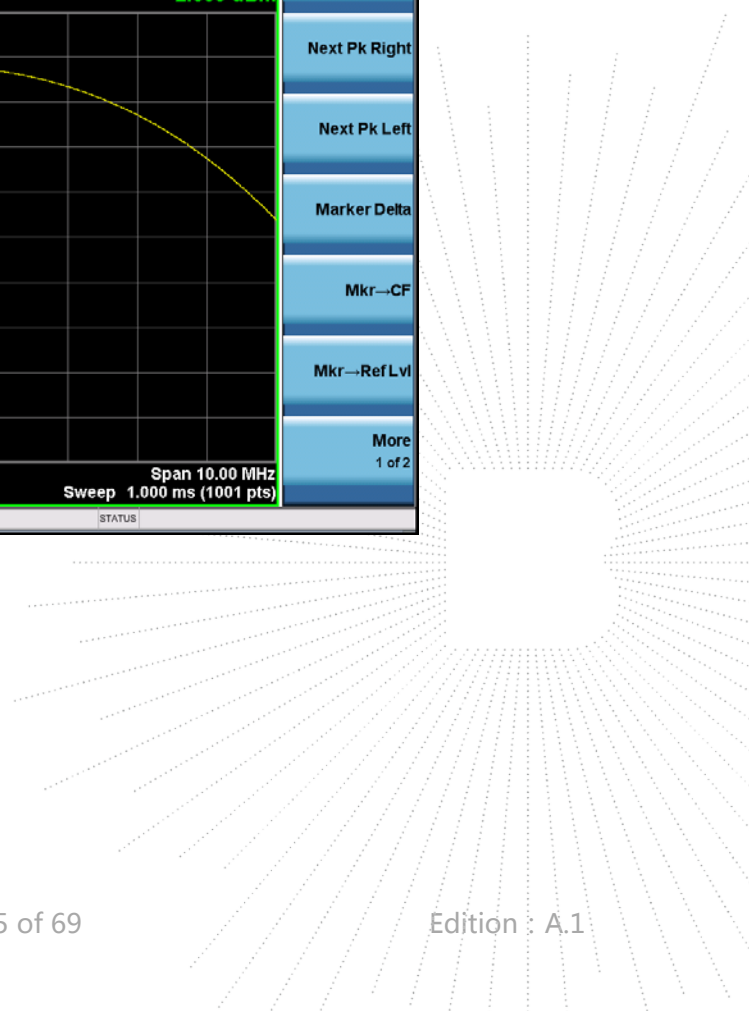 Next Pk Right
Next Pk Left
Marker Delta
Mkr→CF
Mkr→Ref Lvl
More
1 of 2
Span 10.00 MHz
Sweep 1.000 ms (1001 pts)
STATUS
of 69
Edition : A.1